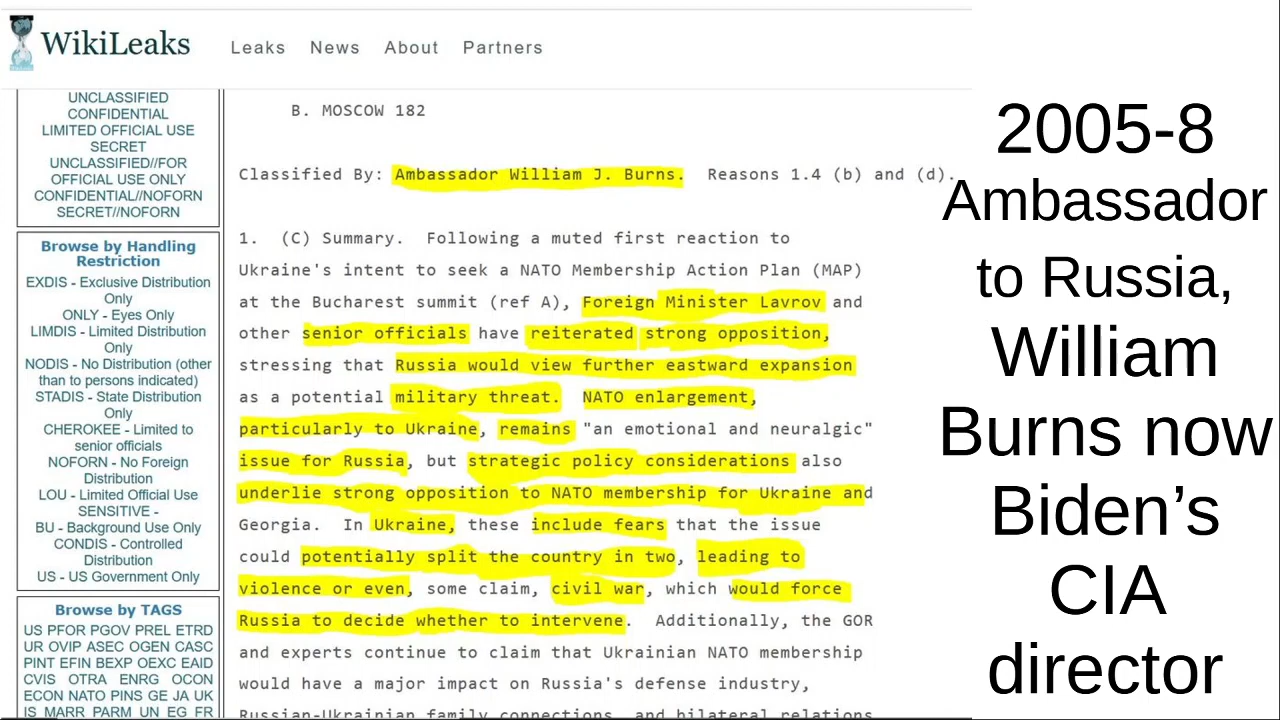 WikiLeaks
Leaks News About Partners
UNCLASSIFIED
CONFIDENTIAL
LIMITED OFFICIAL USE
SECRET
UNCLASSIFIED//FOR
OFFICIAL USE ONLY
CONFIDENTIAL//NOFORN
SECRET//NOFORN
Browse by Handling
Restriction
EXDIS - Exclusive Distribution
Only
ONLY - Eyes Only
LIMDIS - Limited Distribution
Only
NODIS - No Distribution (other
than to persons indicated)
STADIS - State Distribution
Only
CHEROKEE - Limited to
senior officials
NOFORN - No Foreign
Distribution
LOU - Limited Official Use
SENSITIVE -
BU - Background Use Only
CONDIS - Controlled
Distribution
US - US Government Only
Browse by TAGS
US PFOR PGOV PREL ETRD
UR OVIP ASEC OGEN CASC
PINT EFIN BEXP OEXC EAID
CVIS OTRA ENRG OCON
ECON NATO PINS GE JA UK
IS MARR PARM UN EG FR
B. MOSCOW 182
Classified By: Ambassador William J. Burns. Reasons 1.4 (b) and (d).
1. (C) Summary. Following a muted first reaction to
Ukraine's intent to seek a NATO Membership Action Plan (MAP)
at the Bucharest summit (ref A), Foreign Minister Lavrov and
other senior officials have reiterated strong opposition,
stressing that Russia would view further eastward expansion
as a potential military threat. NATO enlargement,
particularly to Ukraine, remains "an emotional and neuralgic"
issue for Russia, but strategic policy considerations also
underlie strong opposition to NATO membership for Ukraine and
Georgia. In Ukraine, these include fears that the issue
could potentially split the country in two, leading to
violence or even, some claim, civil war, which would force
Russia to decide whether to intervene. Additionally, the GOR
and experts continue to claim that Ukrainian NATO membership
would have a major impact on Russia's defense industry,
Russian-Ukrainian family connections, and bilateral relations
2005-8
Ambassador
to Russia,
William
Burns now
Biden’s
CIA
director